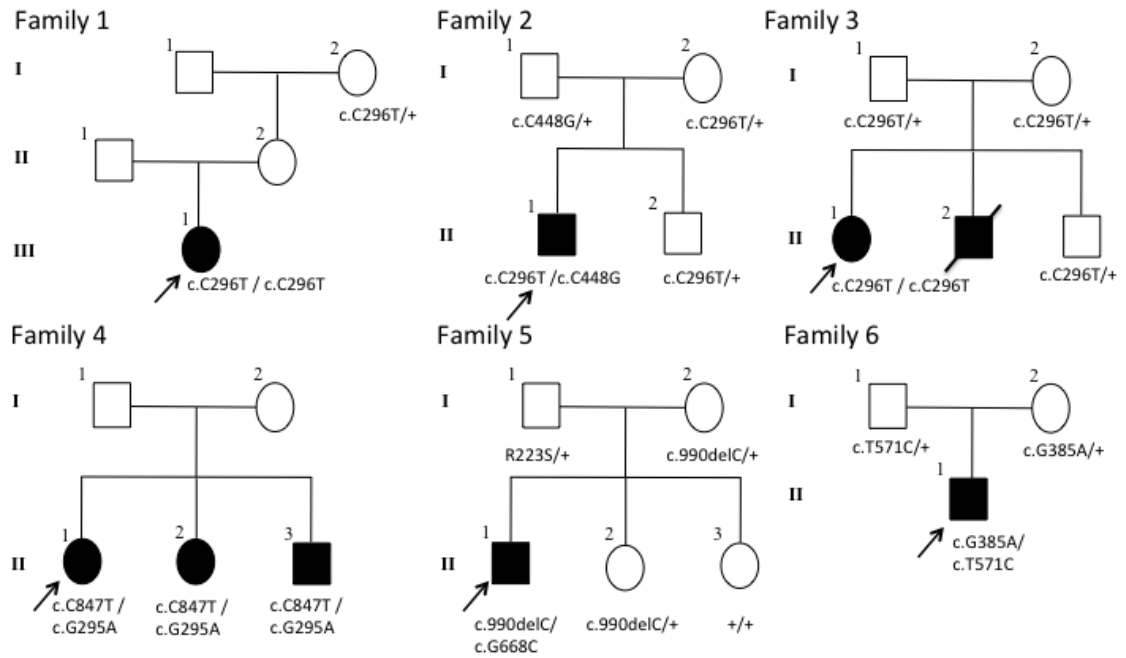 Family 1
Family 2
Family 3
1
2
I
c.C296T/+
1
2
II
1
III
c.C296T / c.C296T
1
2
I
c.C448G/+
c.C296T/+
1
2
II
c.C296T /c.C448G
c.C296T/+
1
2
I
c.C296T/+
c.C296T/+
1
2
II
c.C296T / c.C296T
c.C296T/+
Family 4
Family 5
Family 6
1
2
I
1
2
3
II
c.C847T /
c.G295A
c.C847T /
c.G295A
c.C847T /
c.G295A
1
2
I
R223S/+
c.990delC/+
1
2
3
II
c.990delC/
c.G668C
c.990delC/+
+/+
1
2
I
c.T571C/+
c.G385A/+
1
II
c.G385A/
c.T571C